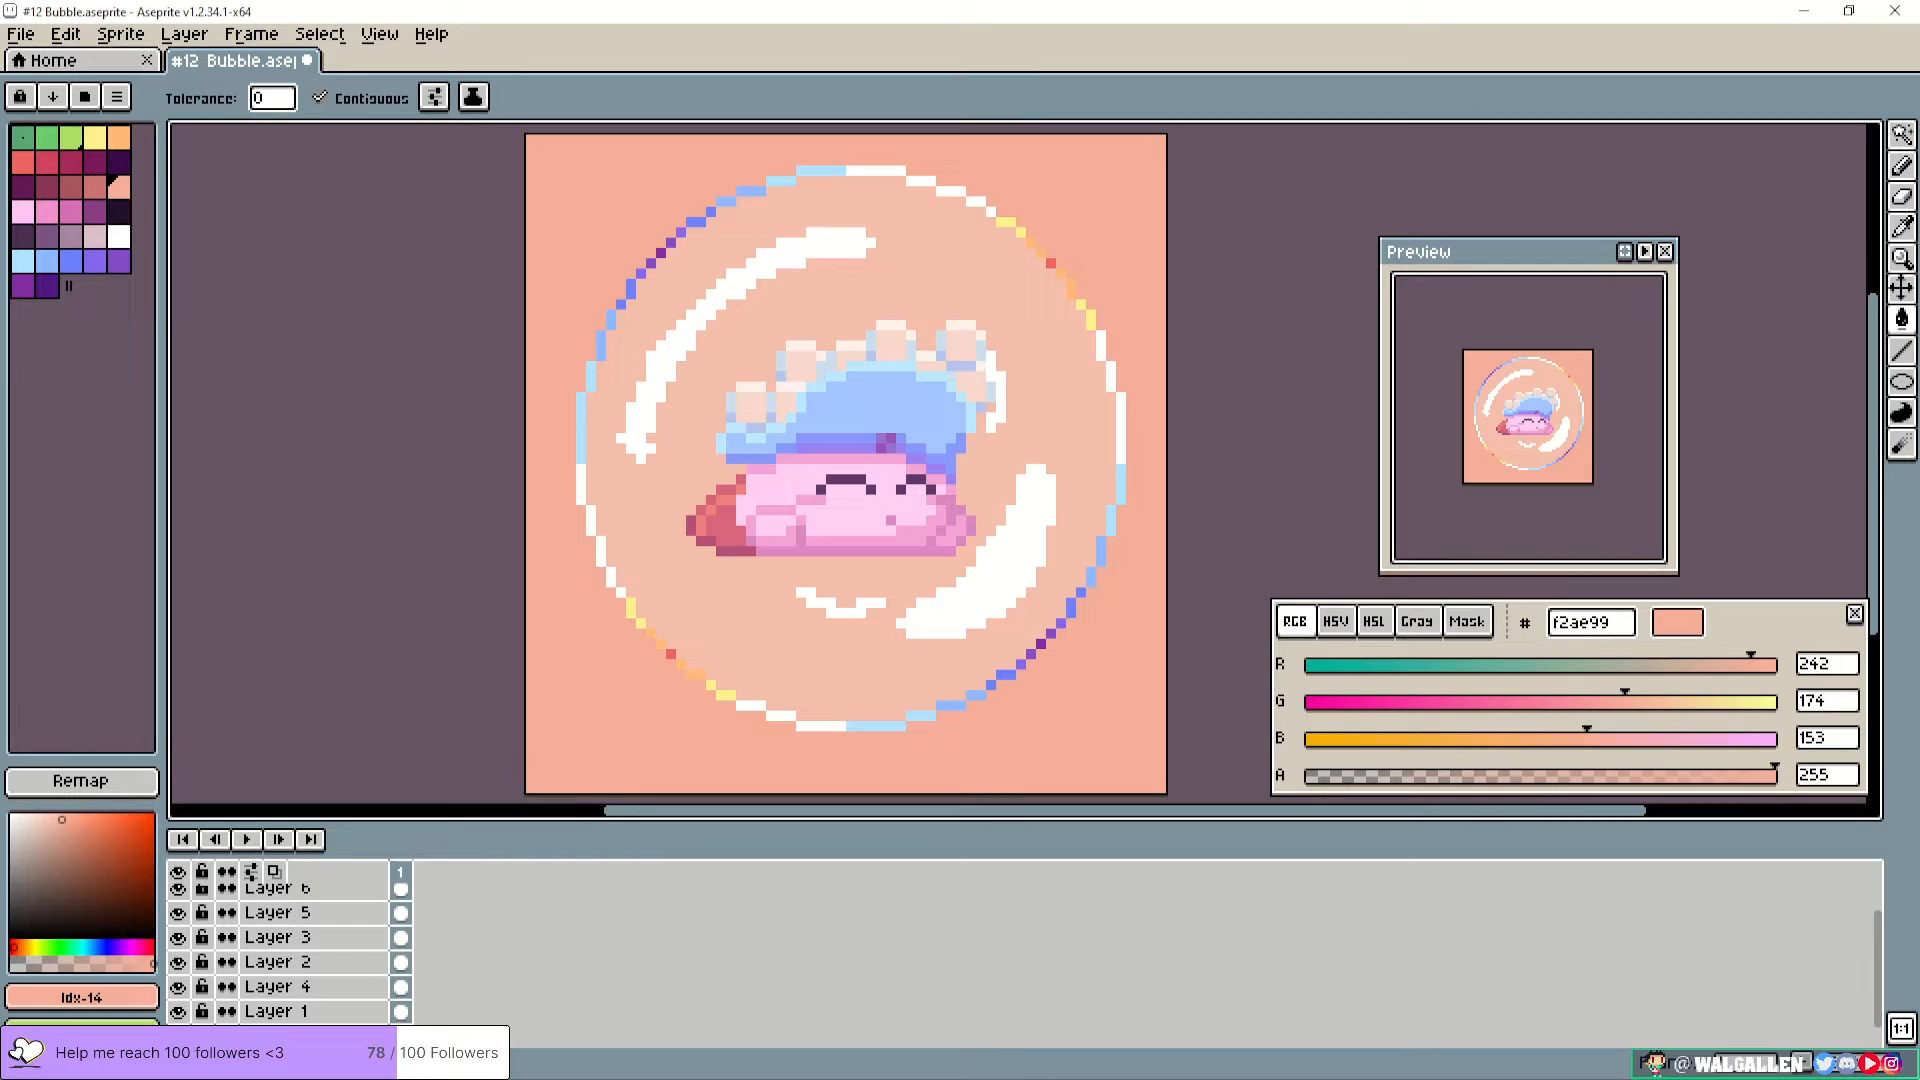 #12 Bubble.aseprite - Aseprite v1.2.34.1-x64
File Edit Sprite Layer Frame Select View Help
Home #12 Bubble.asep
Tolerance: 0 Contiguous
Preview
RGB HSV HSL Gray Mask # f2ae99
R 242
G 174
B 153
A 255
Remap
1
Layer 6
Layer 5
Layer 3
Layer 2
Layer 4
Layer 1
Idx-14
1:1
Help me reach 100 followers <3 78 / 100 Followers
@WALGALLEN